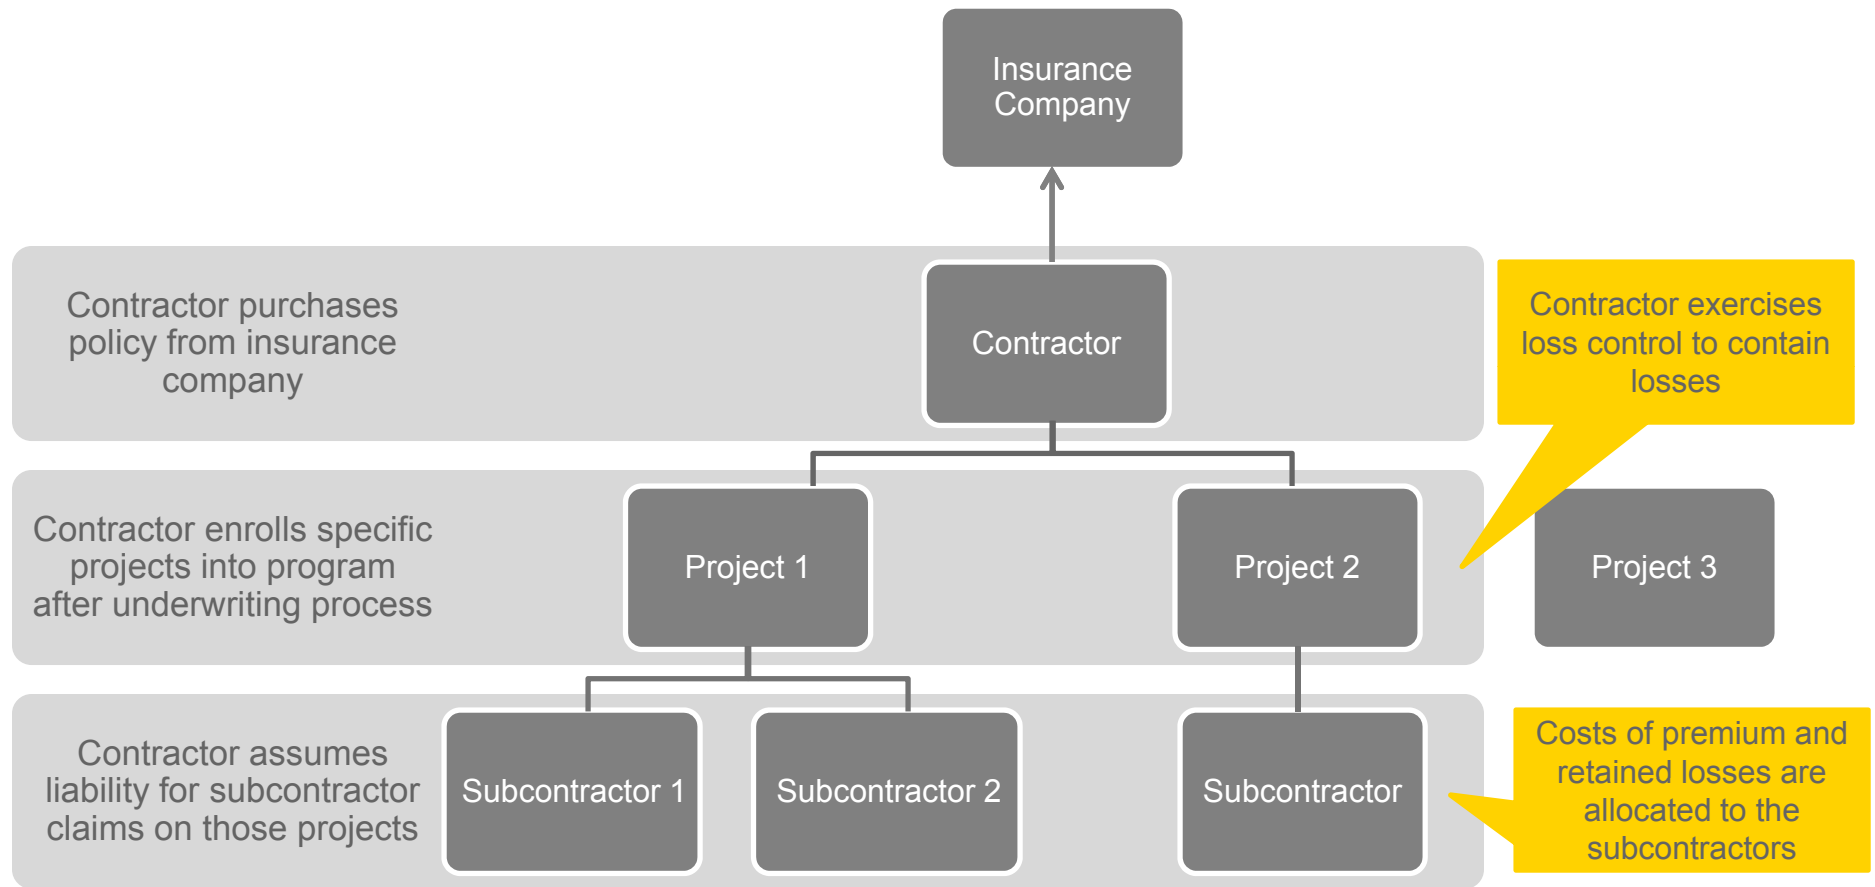 Insurance
Company
Contractor purchases
policy from insurance
company
Contractor
Contractor exercises
loss control to contain
losses
Contractor enrolls specific
projects into program
after underwriting process
Project 1
Project 2
Project 3
Contractor assumes
liability for subcontractor
claims on those projects
Subcontractor 1
Subcontractor 2
Subcontractor
Costs of premium and
retained losses are
allocated to the
subcontractors